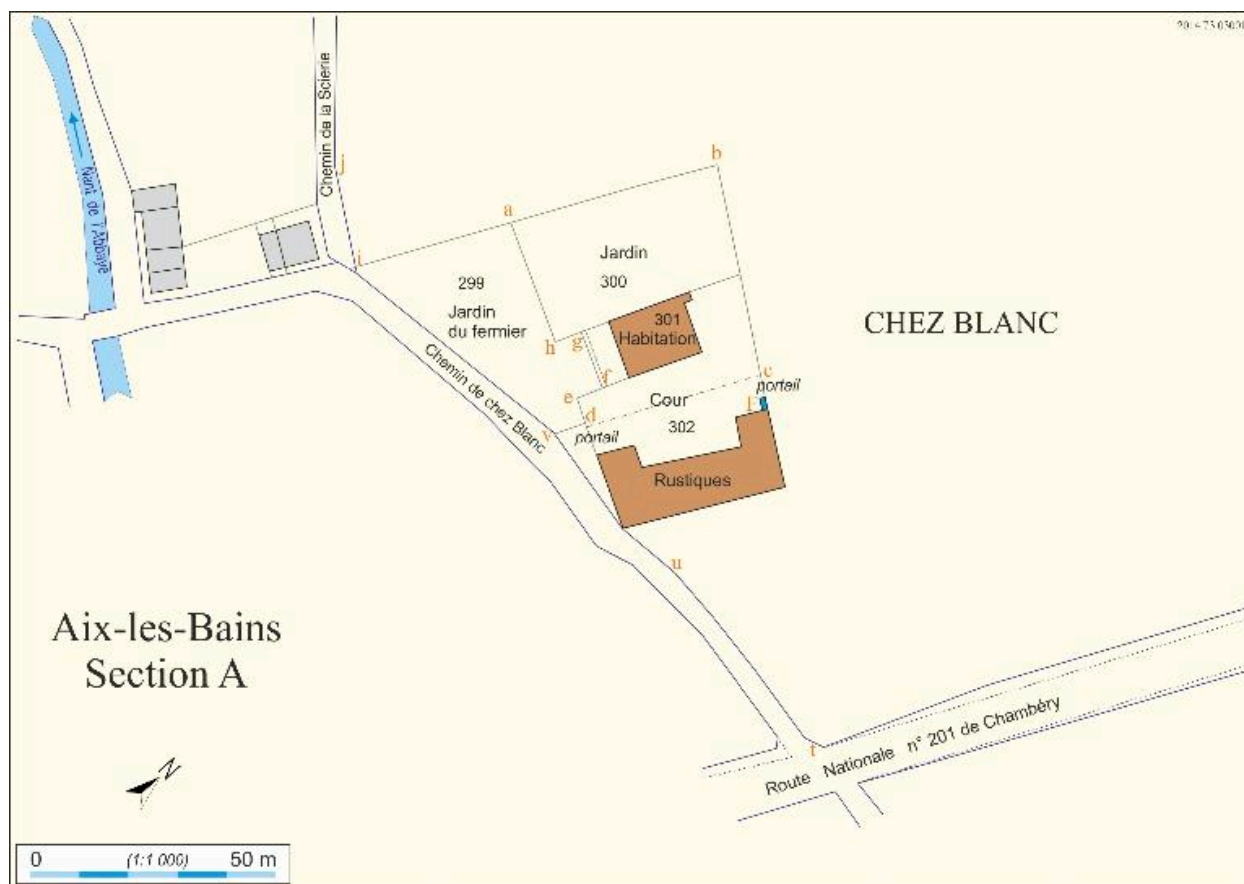 Chemin de la Scierie
Nant de l'Abbaye
j
b
a
i
299
Jardin
du fermier
Jardin
300
301
Habitation
CHEZ BLANC
h
g
f
e
d
c
portail
Cour
302
v
portail
Rustiques
Chemin de chez Blanc
u
Aix-les-Bains
Section A
N
Route Nationale n° 201 de Chambéry
0
(1:1 000)
50 m